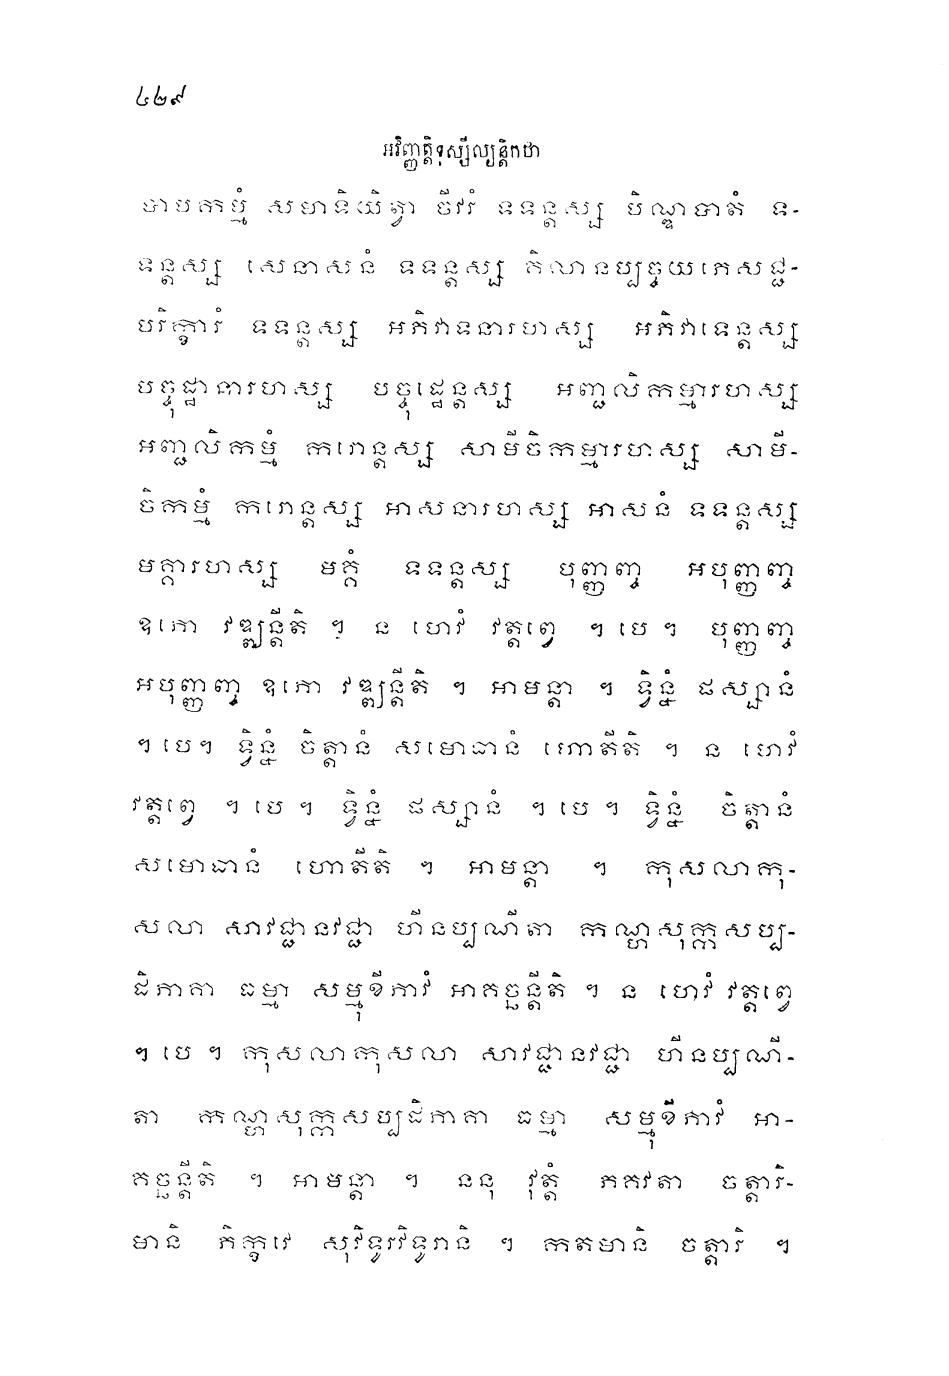 ៤២៩
អវិញ្ញត្តិទុស្សីល្យន្តិកថា
បាបកម្មំ សមាទិយិត្វា ចីវរំ ទទន្តស្ស បិណ្ឌបាតំ ទ-
ទន្តស្ស សេនាសនំ ទទន្តស្ស គិលានប្បច្ចយភេសជ្ជ-
បរិក្ខារំ ទទន្តស្ស អភិវាទនារហស្ស អភិវាទេន្តស្ស
បច្ចុដ្ឋានារហស្ស បច្ចុដ្ឋេន្តស្ស អញ្ជលិកម្មារហស្ស
អញ្ជលិកម្មំ ករោន្តស្ស សាមីចិកម្មារហស្ស សាមី-
ចិកម្មំ ករោន្តស្ស អាសនារហស្ស អាសនំ ទទន្តស្ស
មគ្គារហស្ស មគ្គំ ទទន្តស្ស បុញ្ញញ្ច អបុញ្ញញ្ច
ឧភោ វឌ្ឍន្តីតិ ។ ន ហេវំ វត្តព្វេ ។ បេ ។ បុញ្ញញ្ច
អបុញ្ញញ្ច ឧភោ វឌ្ឍន្តីតិ ។ អាមន្តា ។ ទ្វិន្នំ ផស្សានំ
។ បេ ។ ទ្វិន្នំ ចិត្តានំ សមោធានំ ហោតីតិ ។ ន ហេវំ
វត្តព្វេ ។ បេ ។ ទ្វិន្នំ ផស្សានំ ។ បេ ។ ទ្វិន្នំ ចិត្តានំ
សមោធានំ ហោតីតិ ។ អាមន្តា ។ កុសលាកុ-
សលា សាវជ្ជានវជ្ជា ហីនប្បណីតា កណ្ហសុក្កសប្ប-
ដិភាគា ធម្មា សម្មុខីភាវំ អាគច្ឆន្តីតិ ។ ន ហេវំ វត្តព្វេ
។ បេ ។ កុសលាកុសលា សាវជ្ជានវជ្ជា ហីនប្បណី-
តា កណ្ហសុក្កសប្បដិភាគា ធម្មា សម្មុខីភាវំ អា-
គច្ឆន្តីតិ ។ អាមន្តា ។ ននុ វុត្តំ ភគវតា ចត្តារិ-
មានិ ភិក្ខវេ សុវិទូរវិទូរានិ ។ កតមានិ ចត្តារិ ។